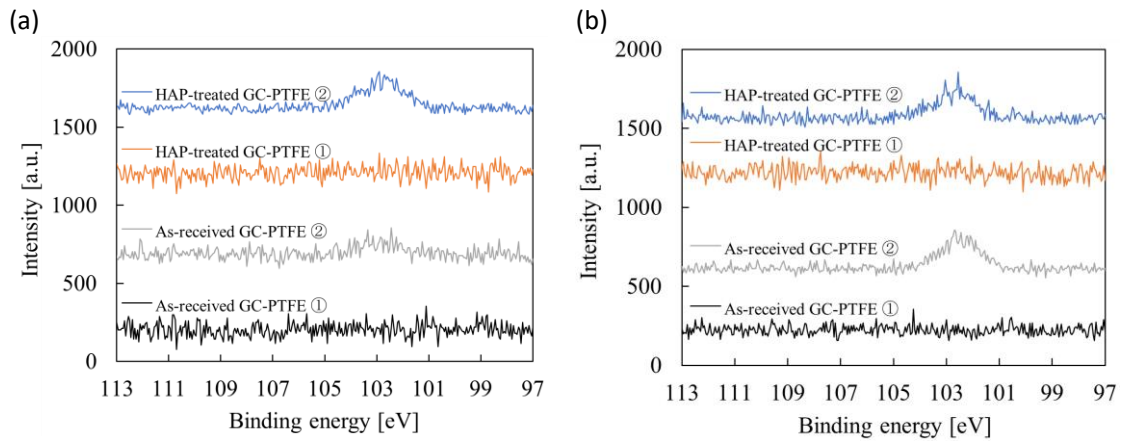 (a)
2000
1500
1000
500
0
Intensity [a.u.]
HAP-treated GC-PTFE ②
HAP-treated GC-PTFE ①
As-received GC-PTFE ②
As-received GC-PTFE ①
113 111 109 107 105 103 101 99 97
Binding energy [eV]
(b)
2000
1500
1000
500
0
Intensity [a.u.]
HAP-treated GC-PTFE ②
HAP-treated GC-PTFE ①
As-received GC-PTFE ②
As-received GC-PTFE ①
113 111 109 107 105 103 101 99 97
Binding energy [eV]